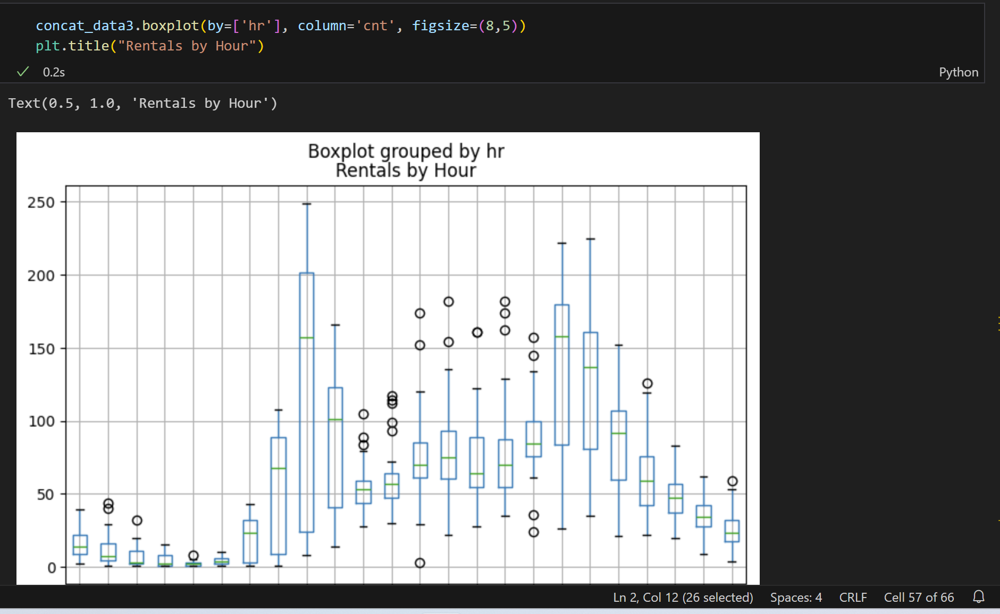 concat_data3.boxplot(by=['hr'], column='cnt', figsize=(8,5))
plt.title("Rentals by Hour")
0.2s
Python
Text(0.5, 1.0, 'Rentals by Hour')
Boxplot grouped by hr
Rentals by Hour
250
200
150
100
50
0
Ln 2, Col 12 (26 selected) Spaces: 4 CRLF Cell 57 of 66